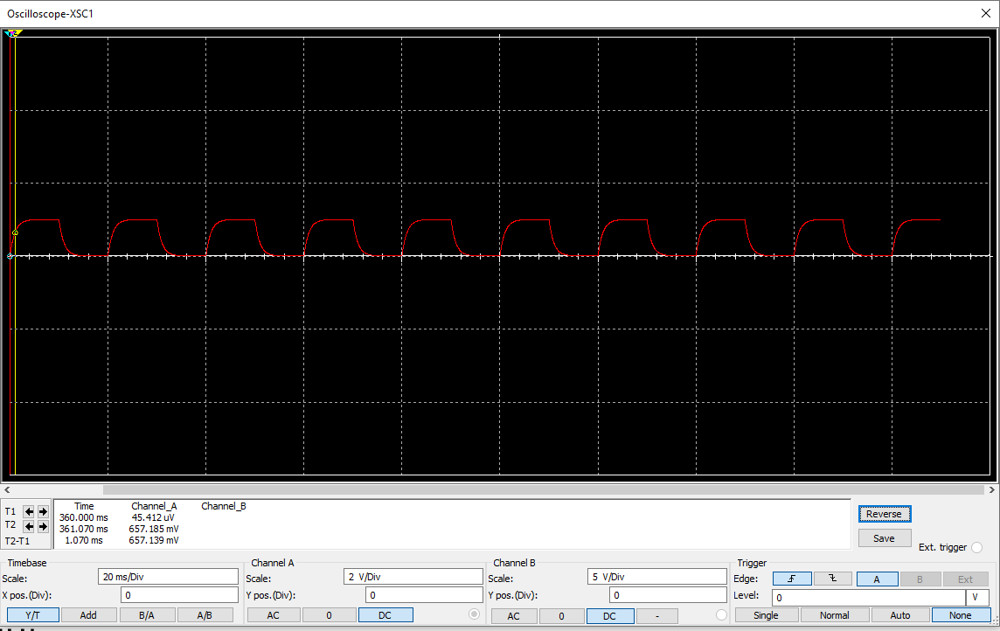 Oscilloscope-XSC1
T1
T2
T2-T1
Time Channel_A Channel_B
360.000 ms 45.412 uV
361.070 ms 657.185 mV
1.070 ms 657.139 mV
Reverse
Save
Ext. trigger
Timebase
Scale: 20 ms/Div
X pos.(Div): 0
Y/T Add B/A A/B
Channel A
Scale: 2 V/Div
Y pos.(Div): 0
AC 0 DC
Channel B
Scale: 5 V/Div
Y pos.(Div): 0
AC 0 DC -
Trigger
Edge: A B Ext
Level: 0 V
Single Normal Auto None